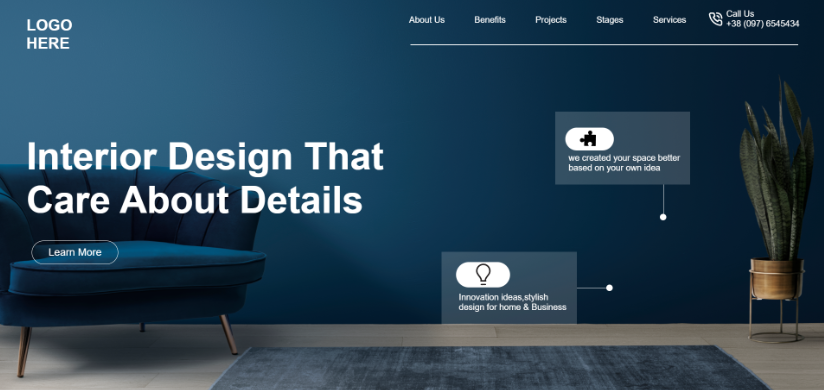 LOGO
HERE
About Us
Benefits
Projects
Stages
Services
Call Us
+38 (097) 6545434
Interior Design That
Care About Details
Learn More
we created your space better
based on your own idea
Innovation ideas,stylish
design for home & Business